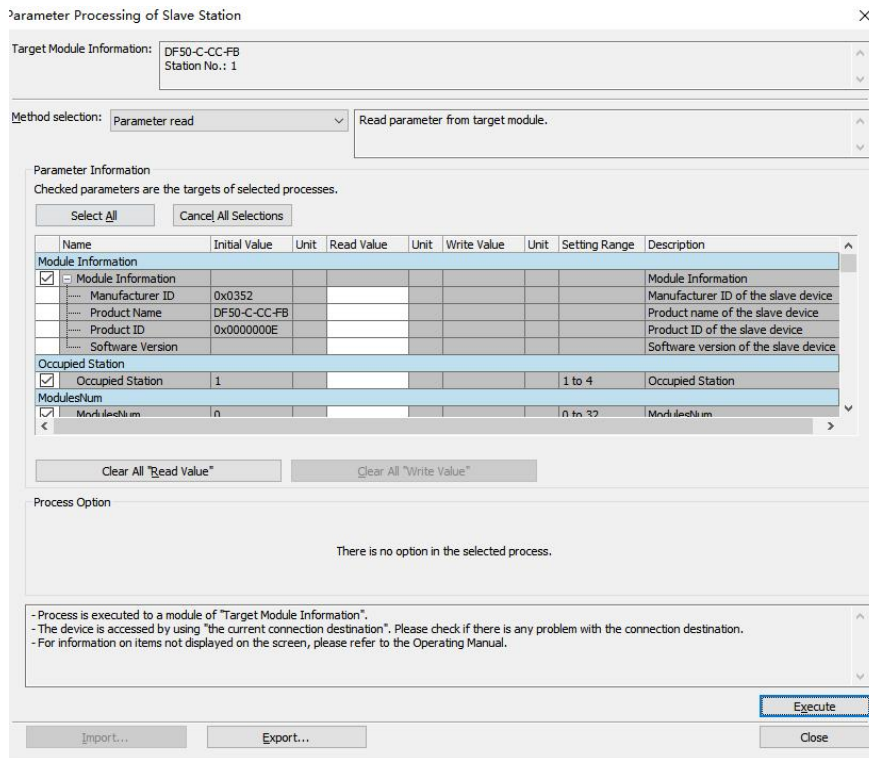 Parameter Processing of Slave Station
Target Module Information:
DF50-C-CC-FB
Station No.: 1
Method selection:
Parameter read
Read parameter from target module.
Parameter Information
Checked parameters are the targets of selected processes.
Select All
Cancel All Selections
Name Initial Value Unit Read Value Unit Write Value Unit Setting Range Description
Module Information
Module Information Module Information
Manufacturer ID 0x0352 Manufacturer ID of the slave device
Product Name DF50-C-CC-FB Product name of the slave device
Product ID 0x0000000E Product ID of the slave device
Software Version Software version of the slave device
Occupied Station
Occupied Station 1 1 to 4 Occupied Station
ModulesNum
ModulesNum 0 0 to 32 ModulesNum
Clear All "Read Value"
Clear All "Write Value"
Process Option
There is no option in the selected process.
- Process is executed to a module of "Target Module Information".
- The device is accessed by using "the current connection destination". Please check if there is any problem with the connection destination.
- For information on items not displayed on the screen, please refer to the Operating Manual.
Execute
Import...
Export...
Close